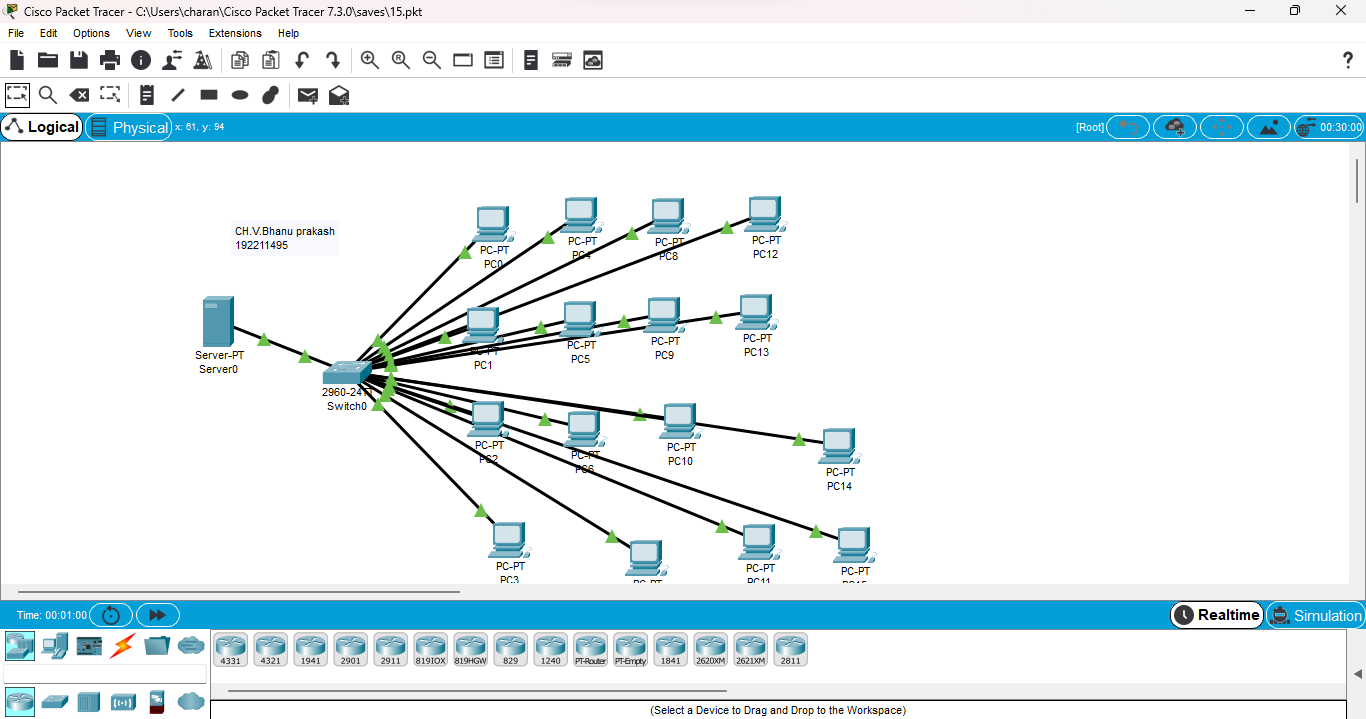 Cisco Packet Tracer - C:\Users\charan\Cisco Packet Tracer 7.3.0\saves\15.pkt
File Edit Options View Tools Extensions Help
?
Logical Physical x: 61, y: 94 [Root] 00:30:00
CH.V.Bhanu prakash
192211495
PC-PT
PC0
PC-PT
PC4
PC-PT
PC8
PC-PT
PC12
Server-PT
Server0
2960-24TT
Switch0
PC-PT
PC1
PC-PT
PC5
PC-PT
PC9
PC-PT
PC13
PC-PT
PC2
PC-PT
PC6
PC-PT
PC10
PC-PT
PC14
PC-PT
PC3
PC-PT
PC-PT
PC11
PC-PT
PC15
Time: 00:01:00 Realtime Simulation
4331 4321 1941 2901 2911 819IOX 819HGW 829 1240 PT-Router PT-Empty 1841 2620XM 2621XM 2811
(Select a Device to Drag and Drop to the Workspace)